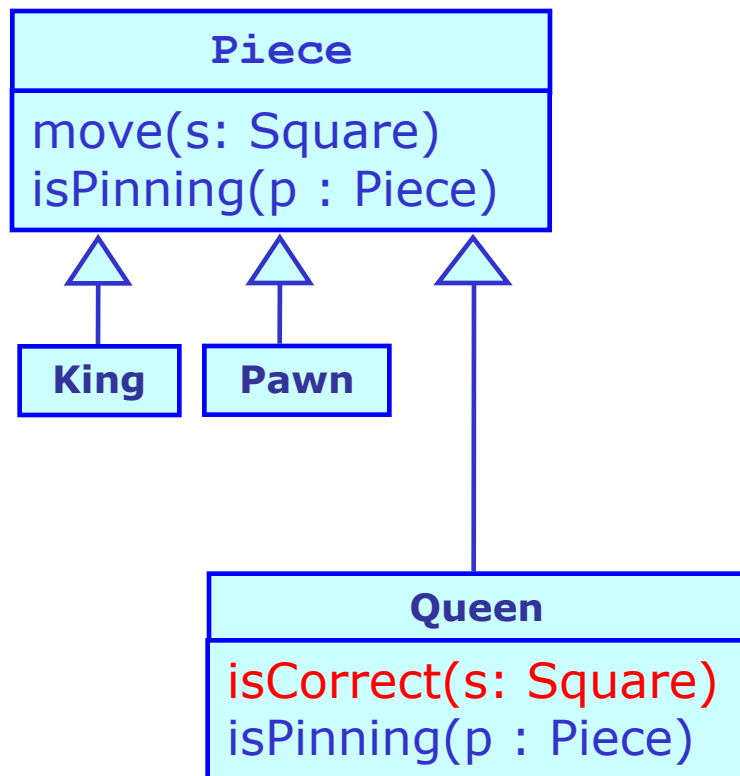 Piece
move(s: Square)
isPinning(p : Piece)
King
Pawn
Queen
isCorrect(s: Square)
isPinning(p : Piece)